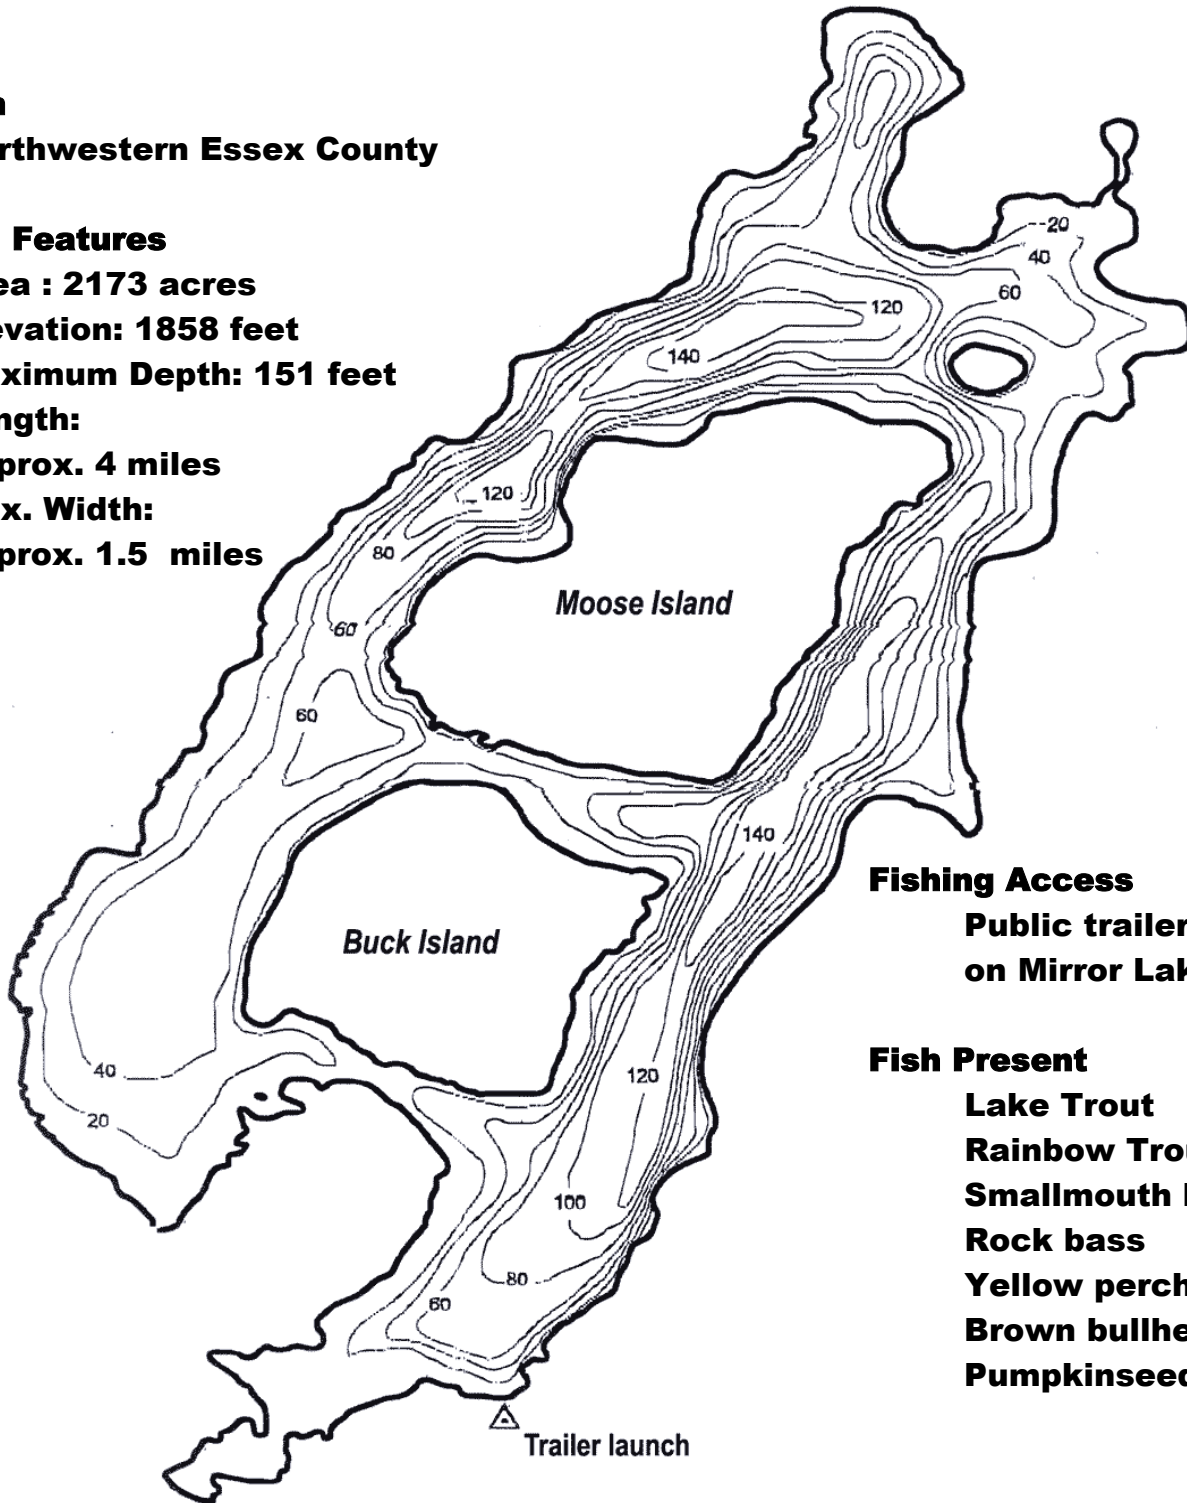 rthwestern Essex County
Features
ea : 2173 acres
evation: 1858 feet
ximum Depth: 151 feet
ngth:
prox. 4 miles
x. Width:
prox. 1.5 miles
20
40
60
120
140
120
80
60
60
Moose Island
140
Buck Island
40
20
120
100
80
60
Trailer launch
Fishing Access
Public trailer
on Mirror Lak
Fish Present
Lake Trout
Rainbow Trou
Smallmouth
Rock bass
Yellow perch
Brown bullhe
Pumpkinseed